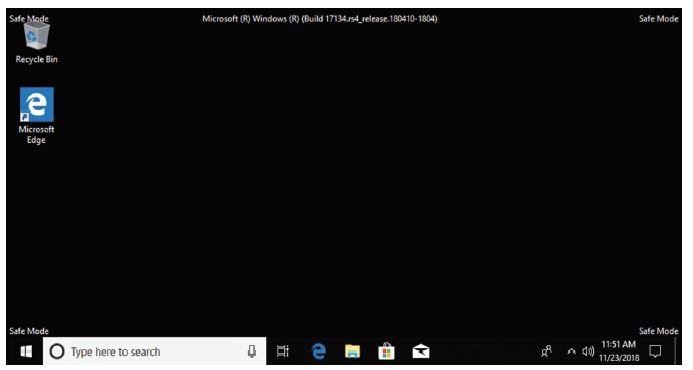 Safe Mode
Microsoft (R) Windows (R) (Build 17134.rs4_release.180410-1804)
Safe Mode
Recycle Bin
Microsoft
Edge
Safe Mode
Safe Mode
Type here to search
11:51 AM
11/23/2018